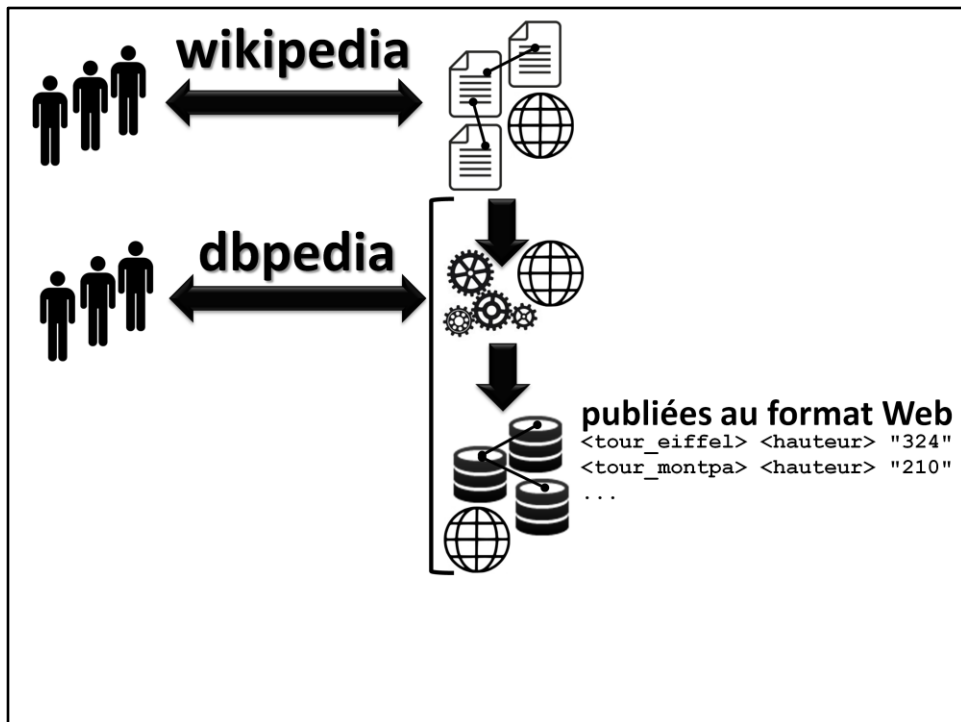 wikipedia
dbpedia
publiées au format Web
<tour_eiffel> <hauteur> "324"
<tour_montpa> <hauteur> "210"
...